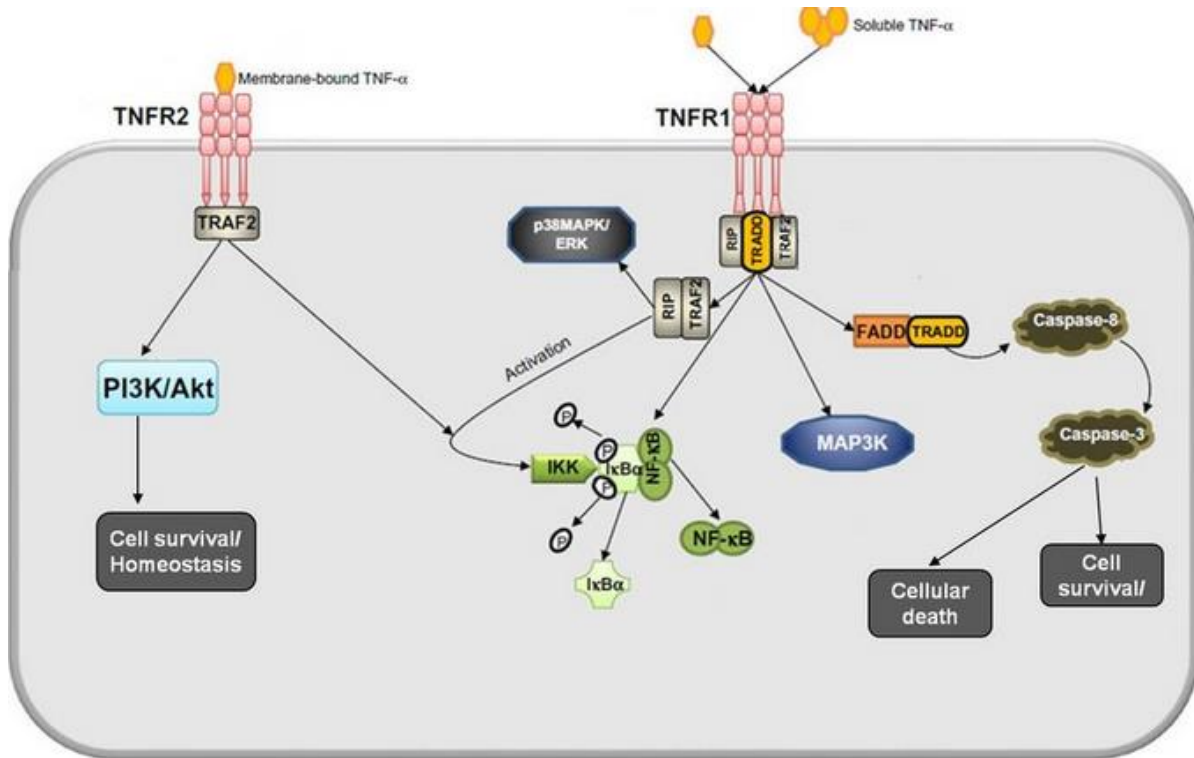 Soluble TNF-α
Membrane-bound TNF-α
TNFR2
TNFR1
TRAF2
p38MAPK/
ERK
RIP
TRADD
TRAF2
RIP
TRAF2
FADD
TRADD
Caspase-8
Activation
PI3K/Akt
P
P
IKK
IκBα
NF-κB
P
MAP3K
Caspase-3
P
NF-κB
IκBα
Cell survival/
Homeostasis
Cellular
death
Cell
survival/